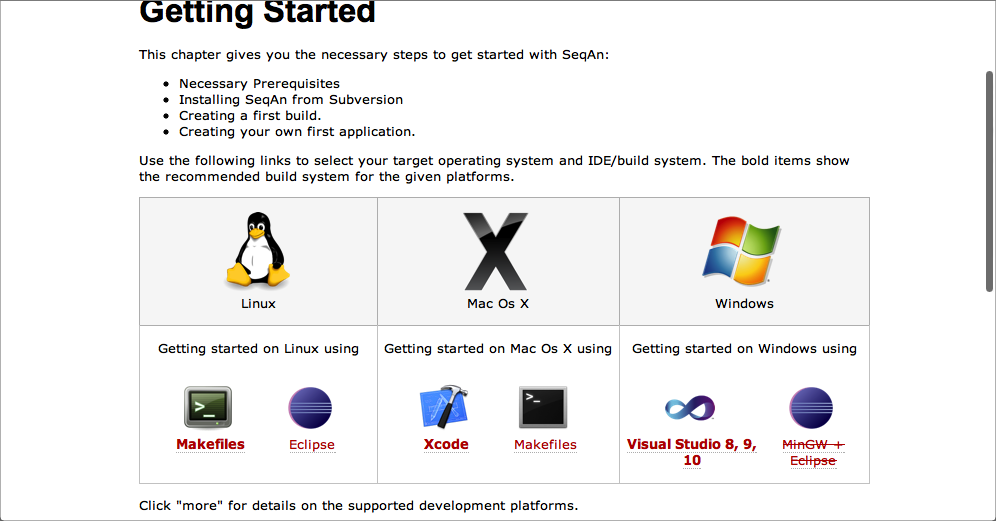 Getting Started
This chapter gives you the necessary steps to get started with SeqAn:
Necessary Prerequisites
Installing SeqAn from Subversion
Creating a first build.
Creating your own first application.
Use the following links to select your target operating system and IDE/build system. The bold items show
the recommended build system for the given platforms.
Linux
Mac Os X
Windows
Getting started on Linux using
Getting started on Mac Os X using
Getting started on Windows using
Makefiles
Eclipse
Xcode
Makefiles
Visual Studio 8, 9,
10
MinGW +
Eclipse
Click "more" for details on the supported development platforms.